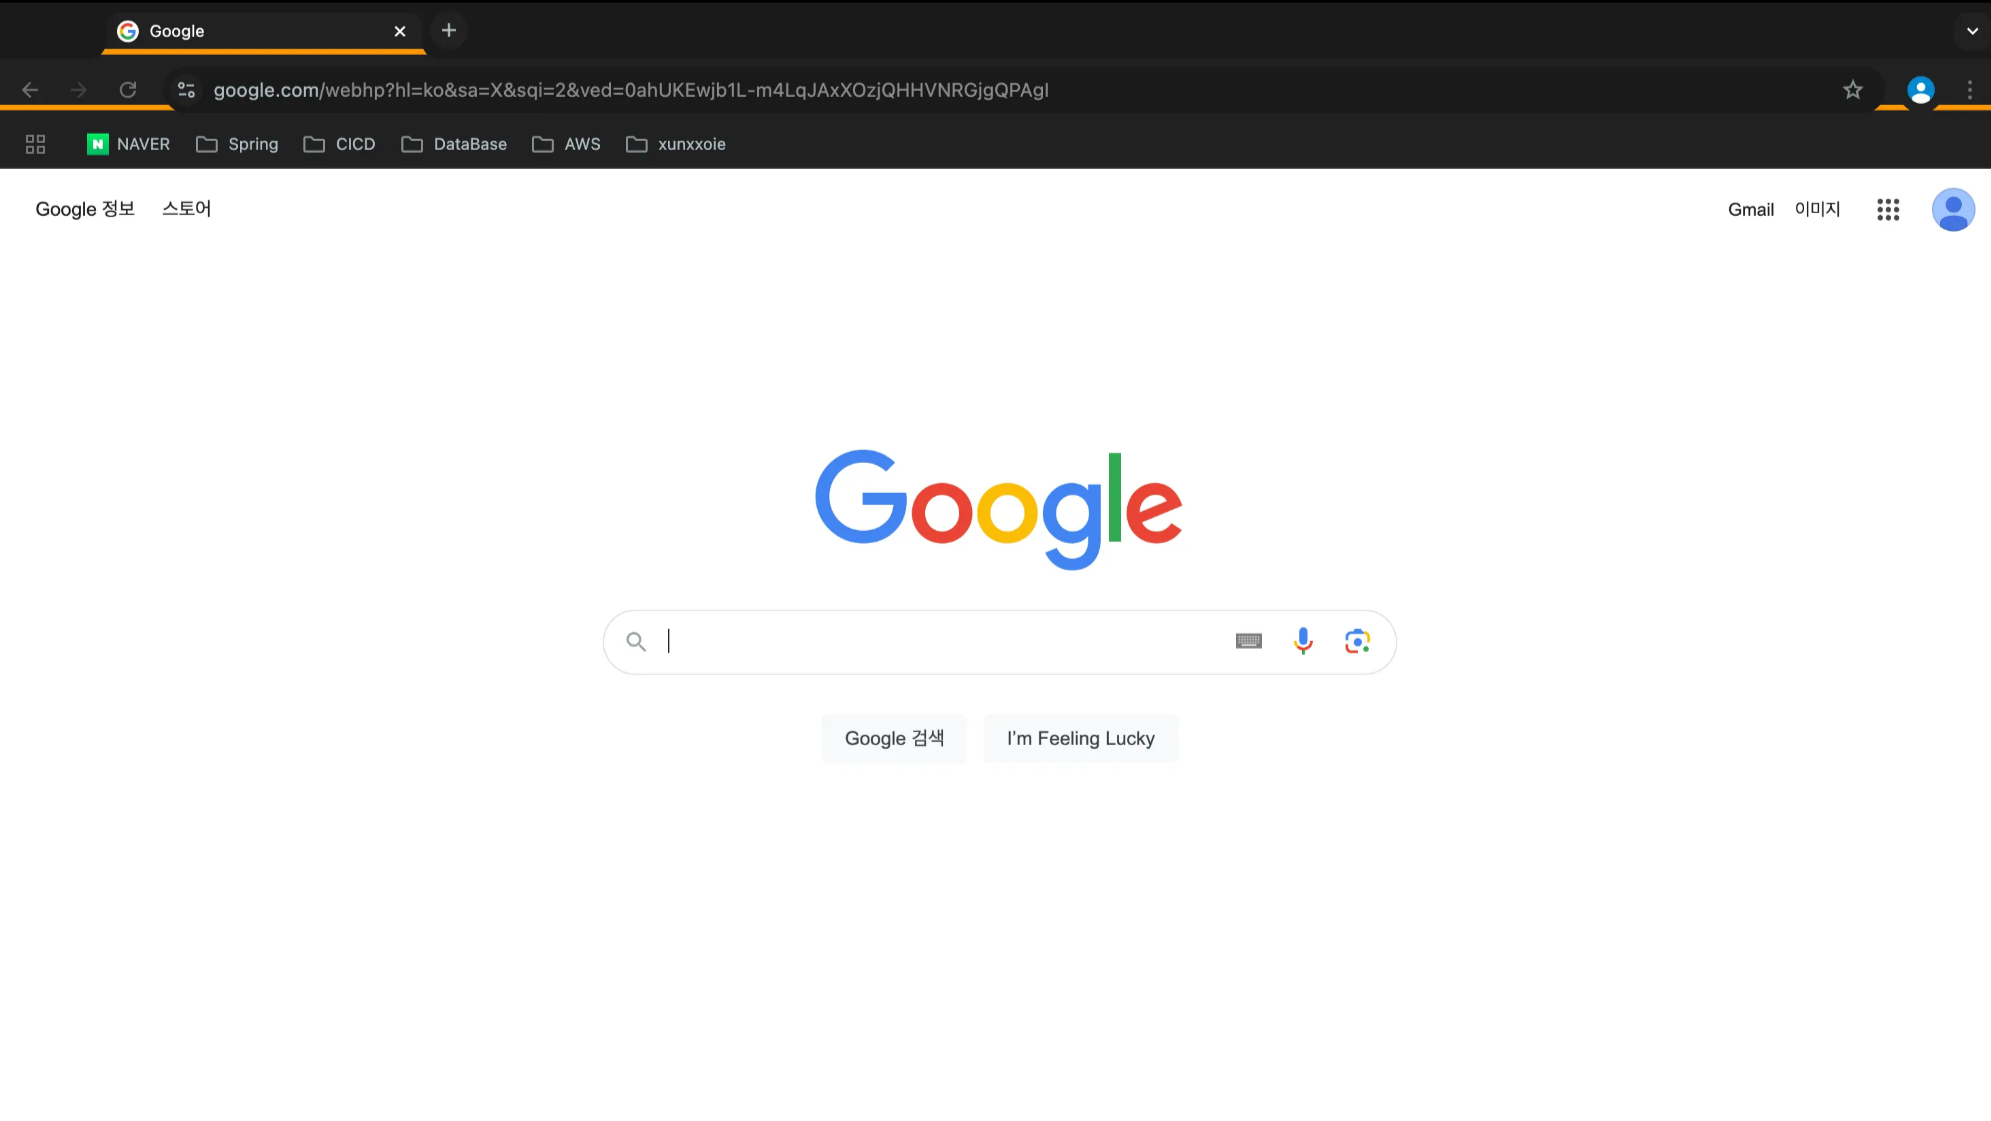 Google
google.com/webhp?hl=ko&sa=X&sqi=2&ved=0ahUKEwjb1L-m4LqJAxXOzjQHHVNRGjgQPAgI
NAVER Spring CICD DataBase AWS xunxxoie
Google 정보 스토어 Gmail 이미지
Google
Google 검색 I'm Feeling Lucky